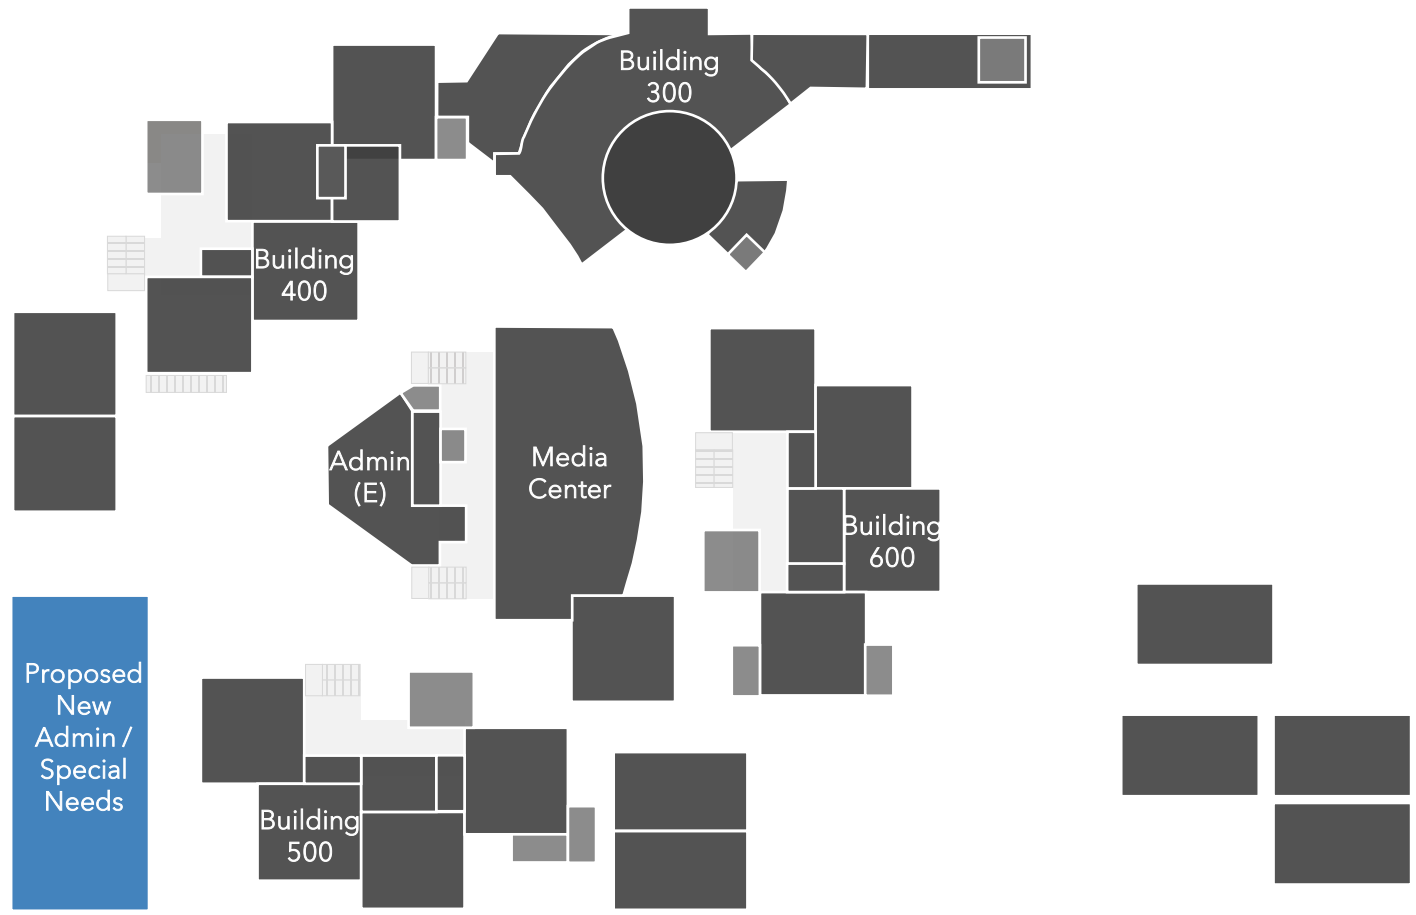 Building
300
Building
400
Admin
(E)
Media
Center
Building
600
Proposed
New
Admin /
Special
Needs
Building
500